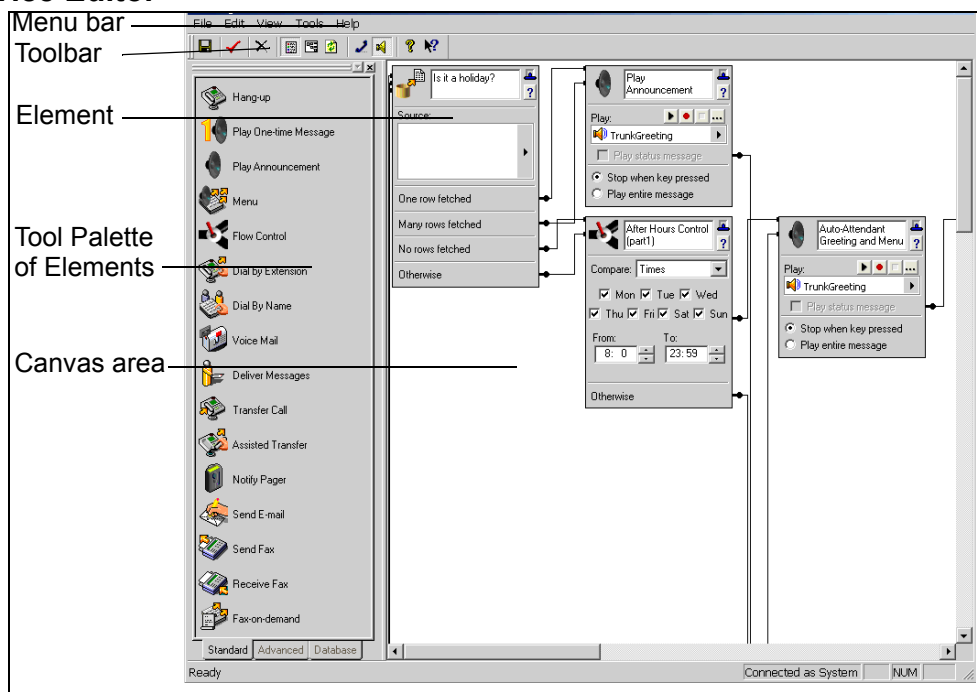 Menu bar
File Edit View Tools Help
Toolbar
Element
Tool Palette
of Elements
Canvas area
Hang-up
Play One-time Message
Play Announcement
Menu
Flow Control
Dial by Extension
Dial By Name
Voice Mail
Deliver Messages
Transfer Call
Assisted Transfer
Notify Pager
Send E-mail
Send Fax
Receive Fax
Fax-on-demand
Standard Advanced Database
Is it a holiday?
?
Source:
One row fetched
Many rows fetched
No rows fetched
Otherwise
Play
Announcement
?
Play:
...
TrunkGreeting
Play status message
Stop when key pressed
Play entire message
After Hours Control
(part1)
?
Compare: Times
Mon Tue Wed
Thu Fri Sat Sun
From: To:
8: 0 23:59
Otherwise
Auto-Attendant
Greeting and Menu
?
Play:
...
TrunkGreeting
Play status message
Stop when key pressed
Play entire message
Ready
Connected as System NUM